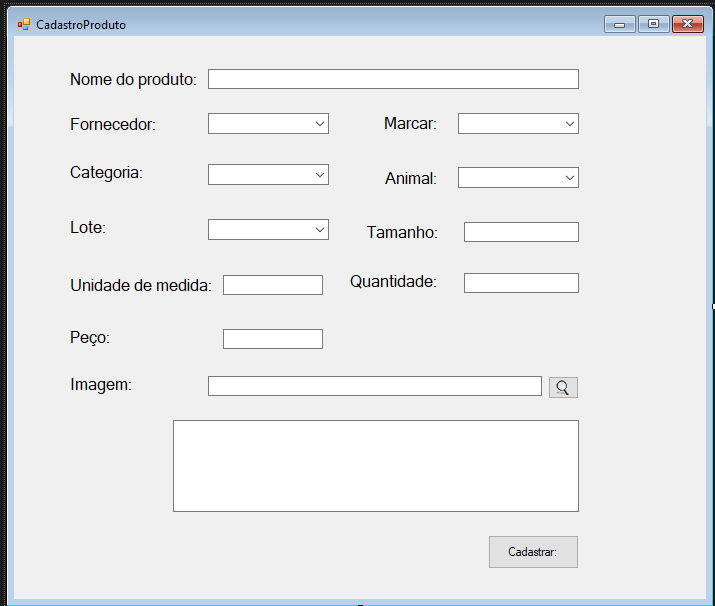 CadastroProduto
Nome do produto:
Fornecedor:
Marcar:
Categoria:
Animal:
Lote:
Tamanho:
Unidade de medida:
Quantidade:
Peço:
Imagem:
Cadastrar: